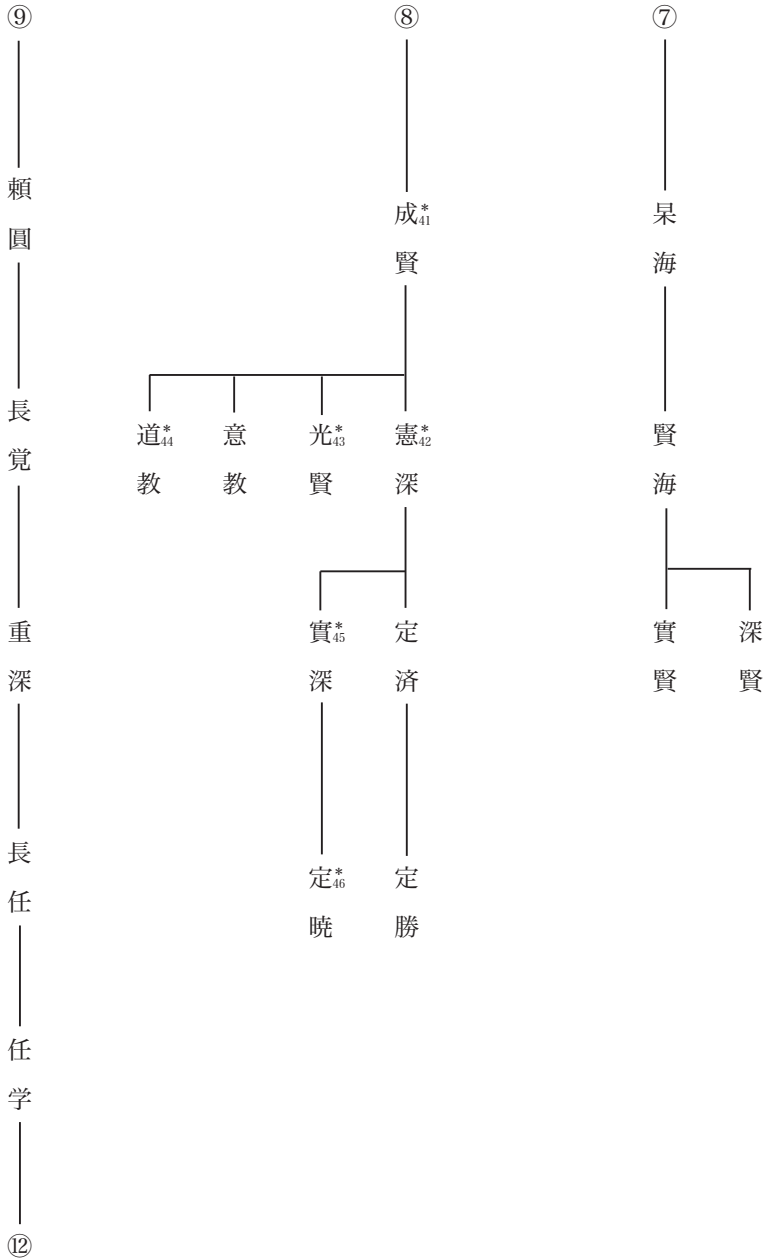 ⑦
杲海
賢海
深賢
實賢
⑧
成*41賢
憲*42深
光*43賢
意教
道*44教
定済
實*45深
定勝
定*46暁
⑨
頼圓
長覚
重深
長任
任学
⑫